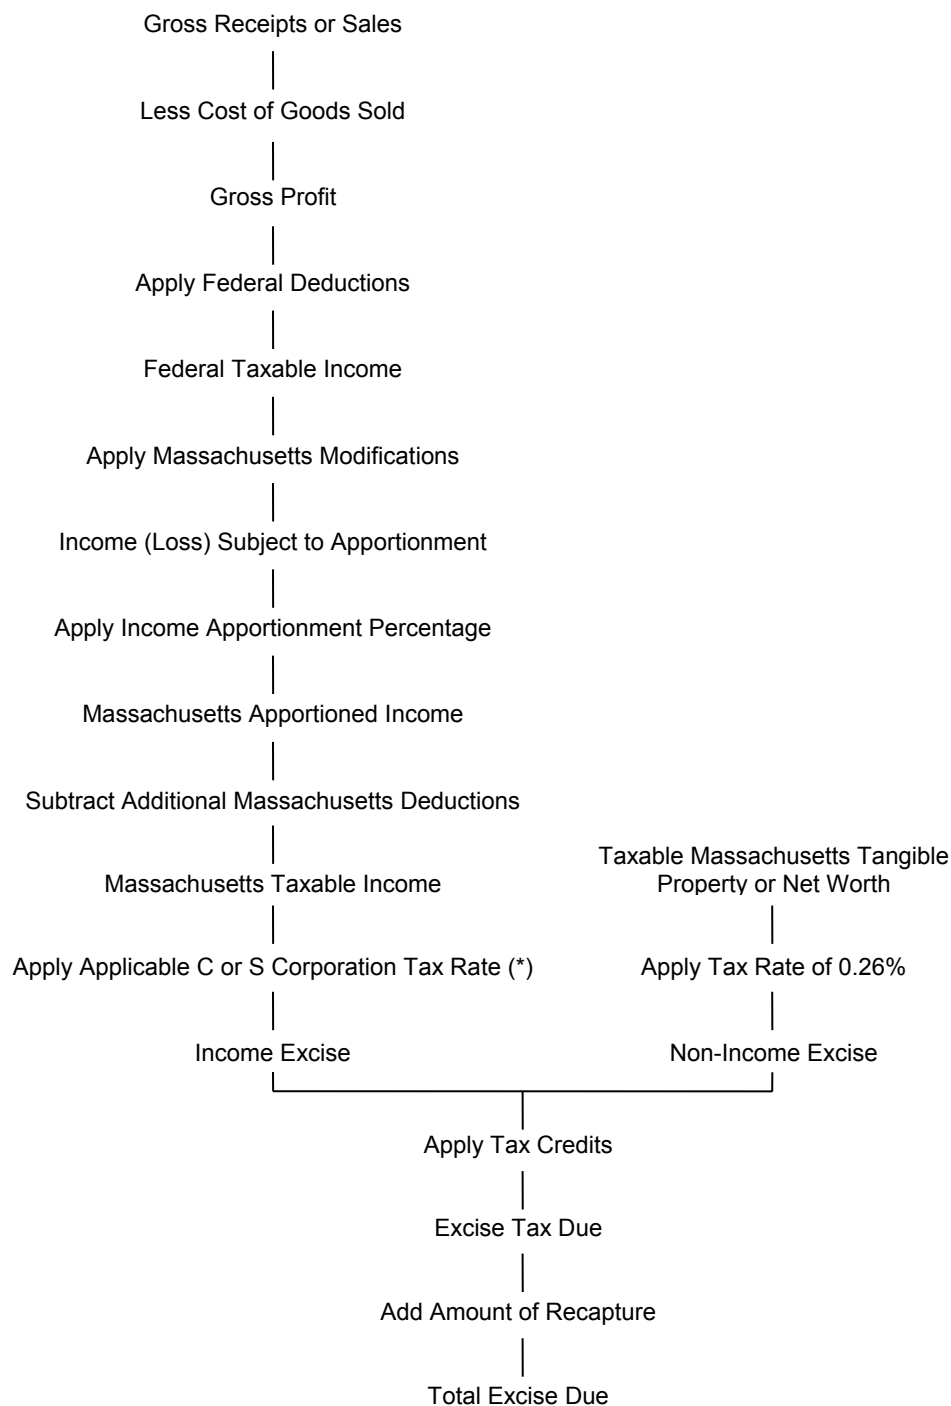 Gross Receipts or Sales
Less Cost of Goods Sold
Gross Profit
Apply Federal Deductions
Federal Taxable Income
Apply Massachusetts Modifications
Income (Loss) Subject to Apportionment
Apply Income Apportionment Percentage
Massachusetts Apportioned Income
Subtract Additional Massachusetts Deductions
Massachusetts Taxable Income
Apply Applicable C or S Corporation Tax Rate (*)
Income Excise
Taxable Massachusetts Tangible
Property or Net Worth
Apply Tax Rate of 0.26%
Non-Income Excise
Apply Tax Credits
Excise Tax Due
Add Amount of Recapture
Total Excise Due